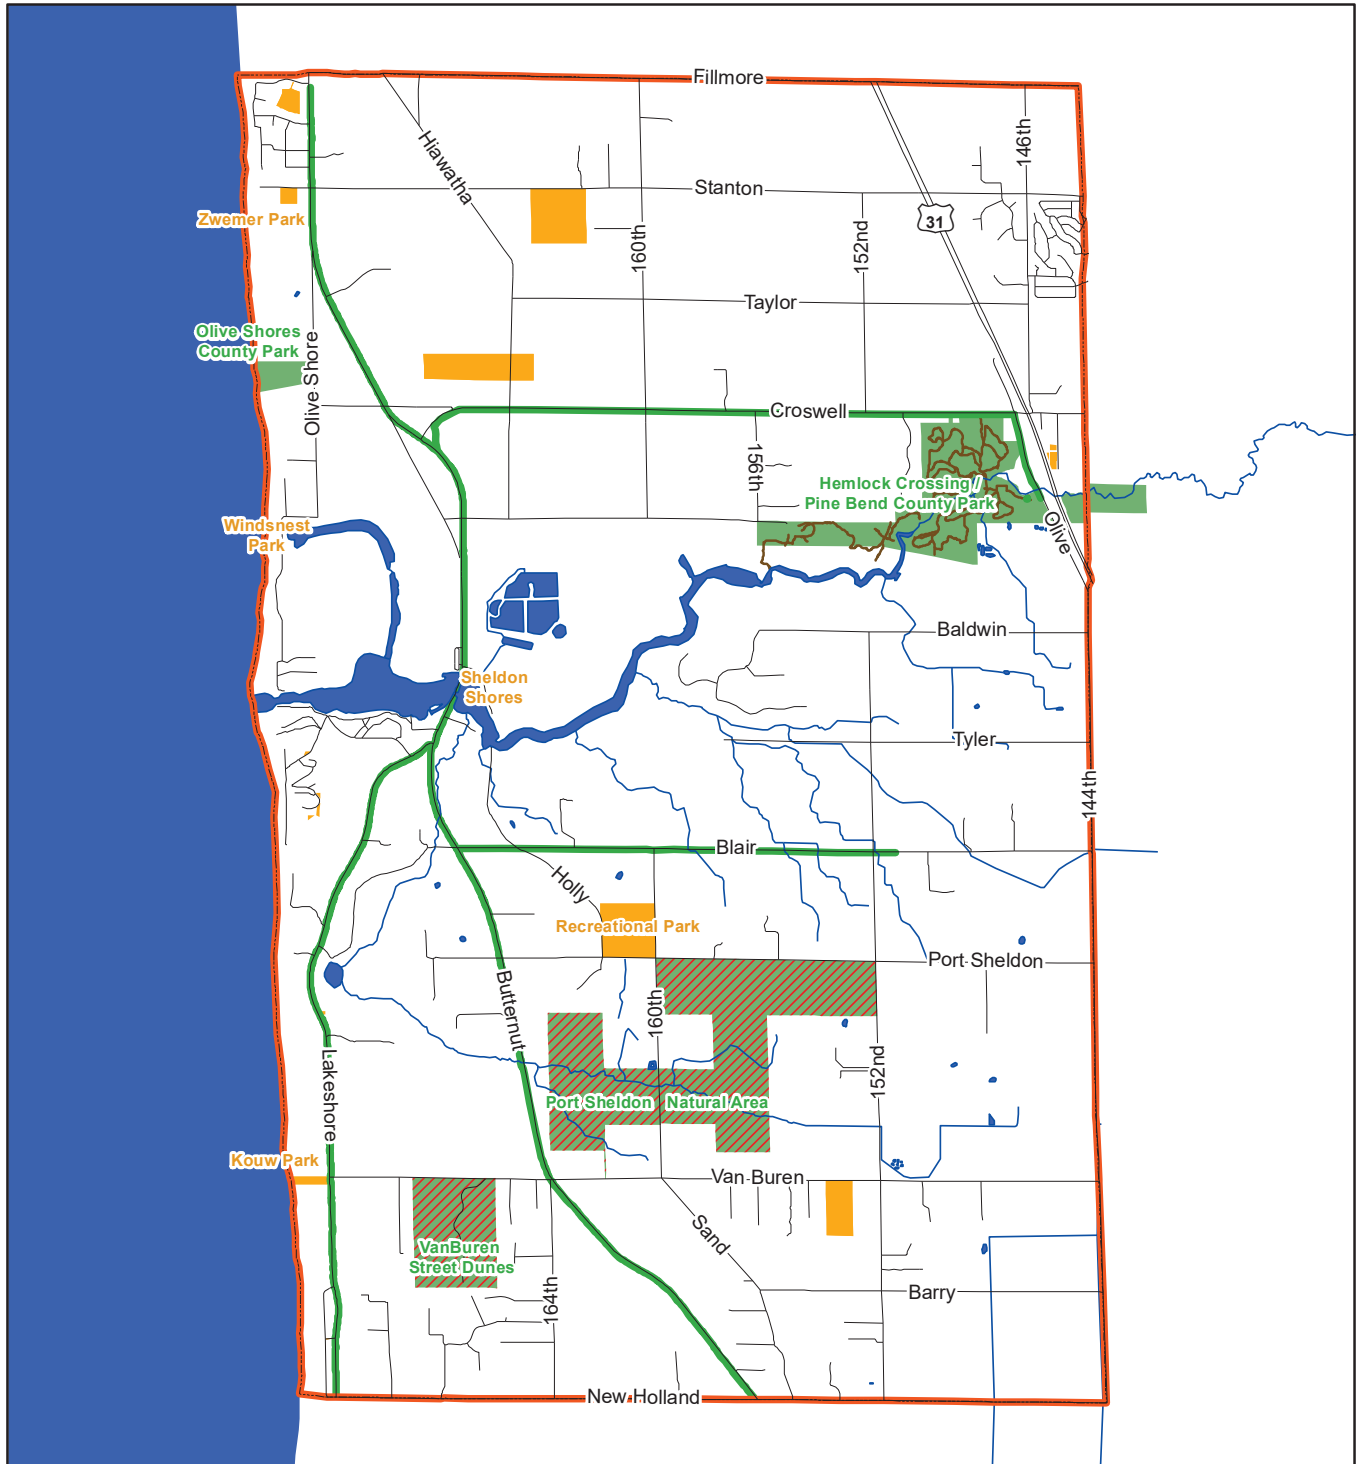 Fillmore
Hiawatha
146th
Stanton
Zwemer Park
31
160th
152nd
Taylor
Olive Shores
County Park
Olive Shore
Croswell
156th
Hemlock Crossing /
Pine Bend County Park
Windsnest
Park
Olive
Baldwin
Sheldon
Shores
Tyler
144th
Blair
Holly
Recreational Park
Port Sheldon
Butternut
160th
152nd
Lakeshore
Port Sheldon Natural Area
Kouw Park
Van Buren
Sand
VanBuren
Street Dunes
164th
Barry
New Holland